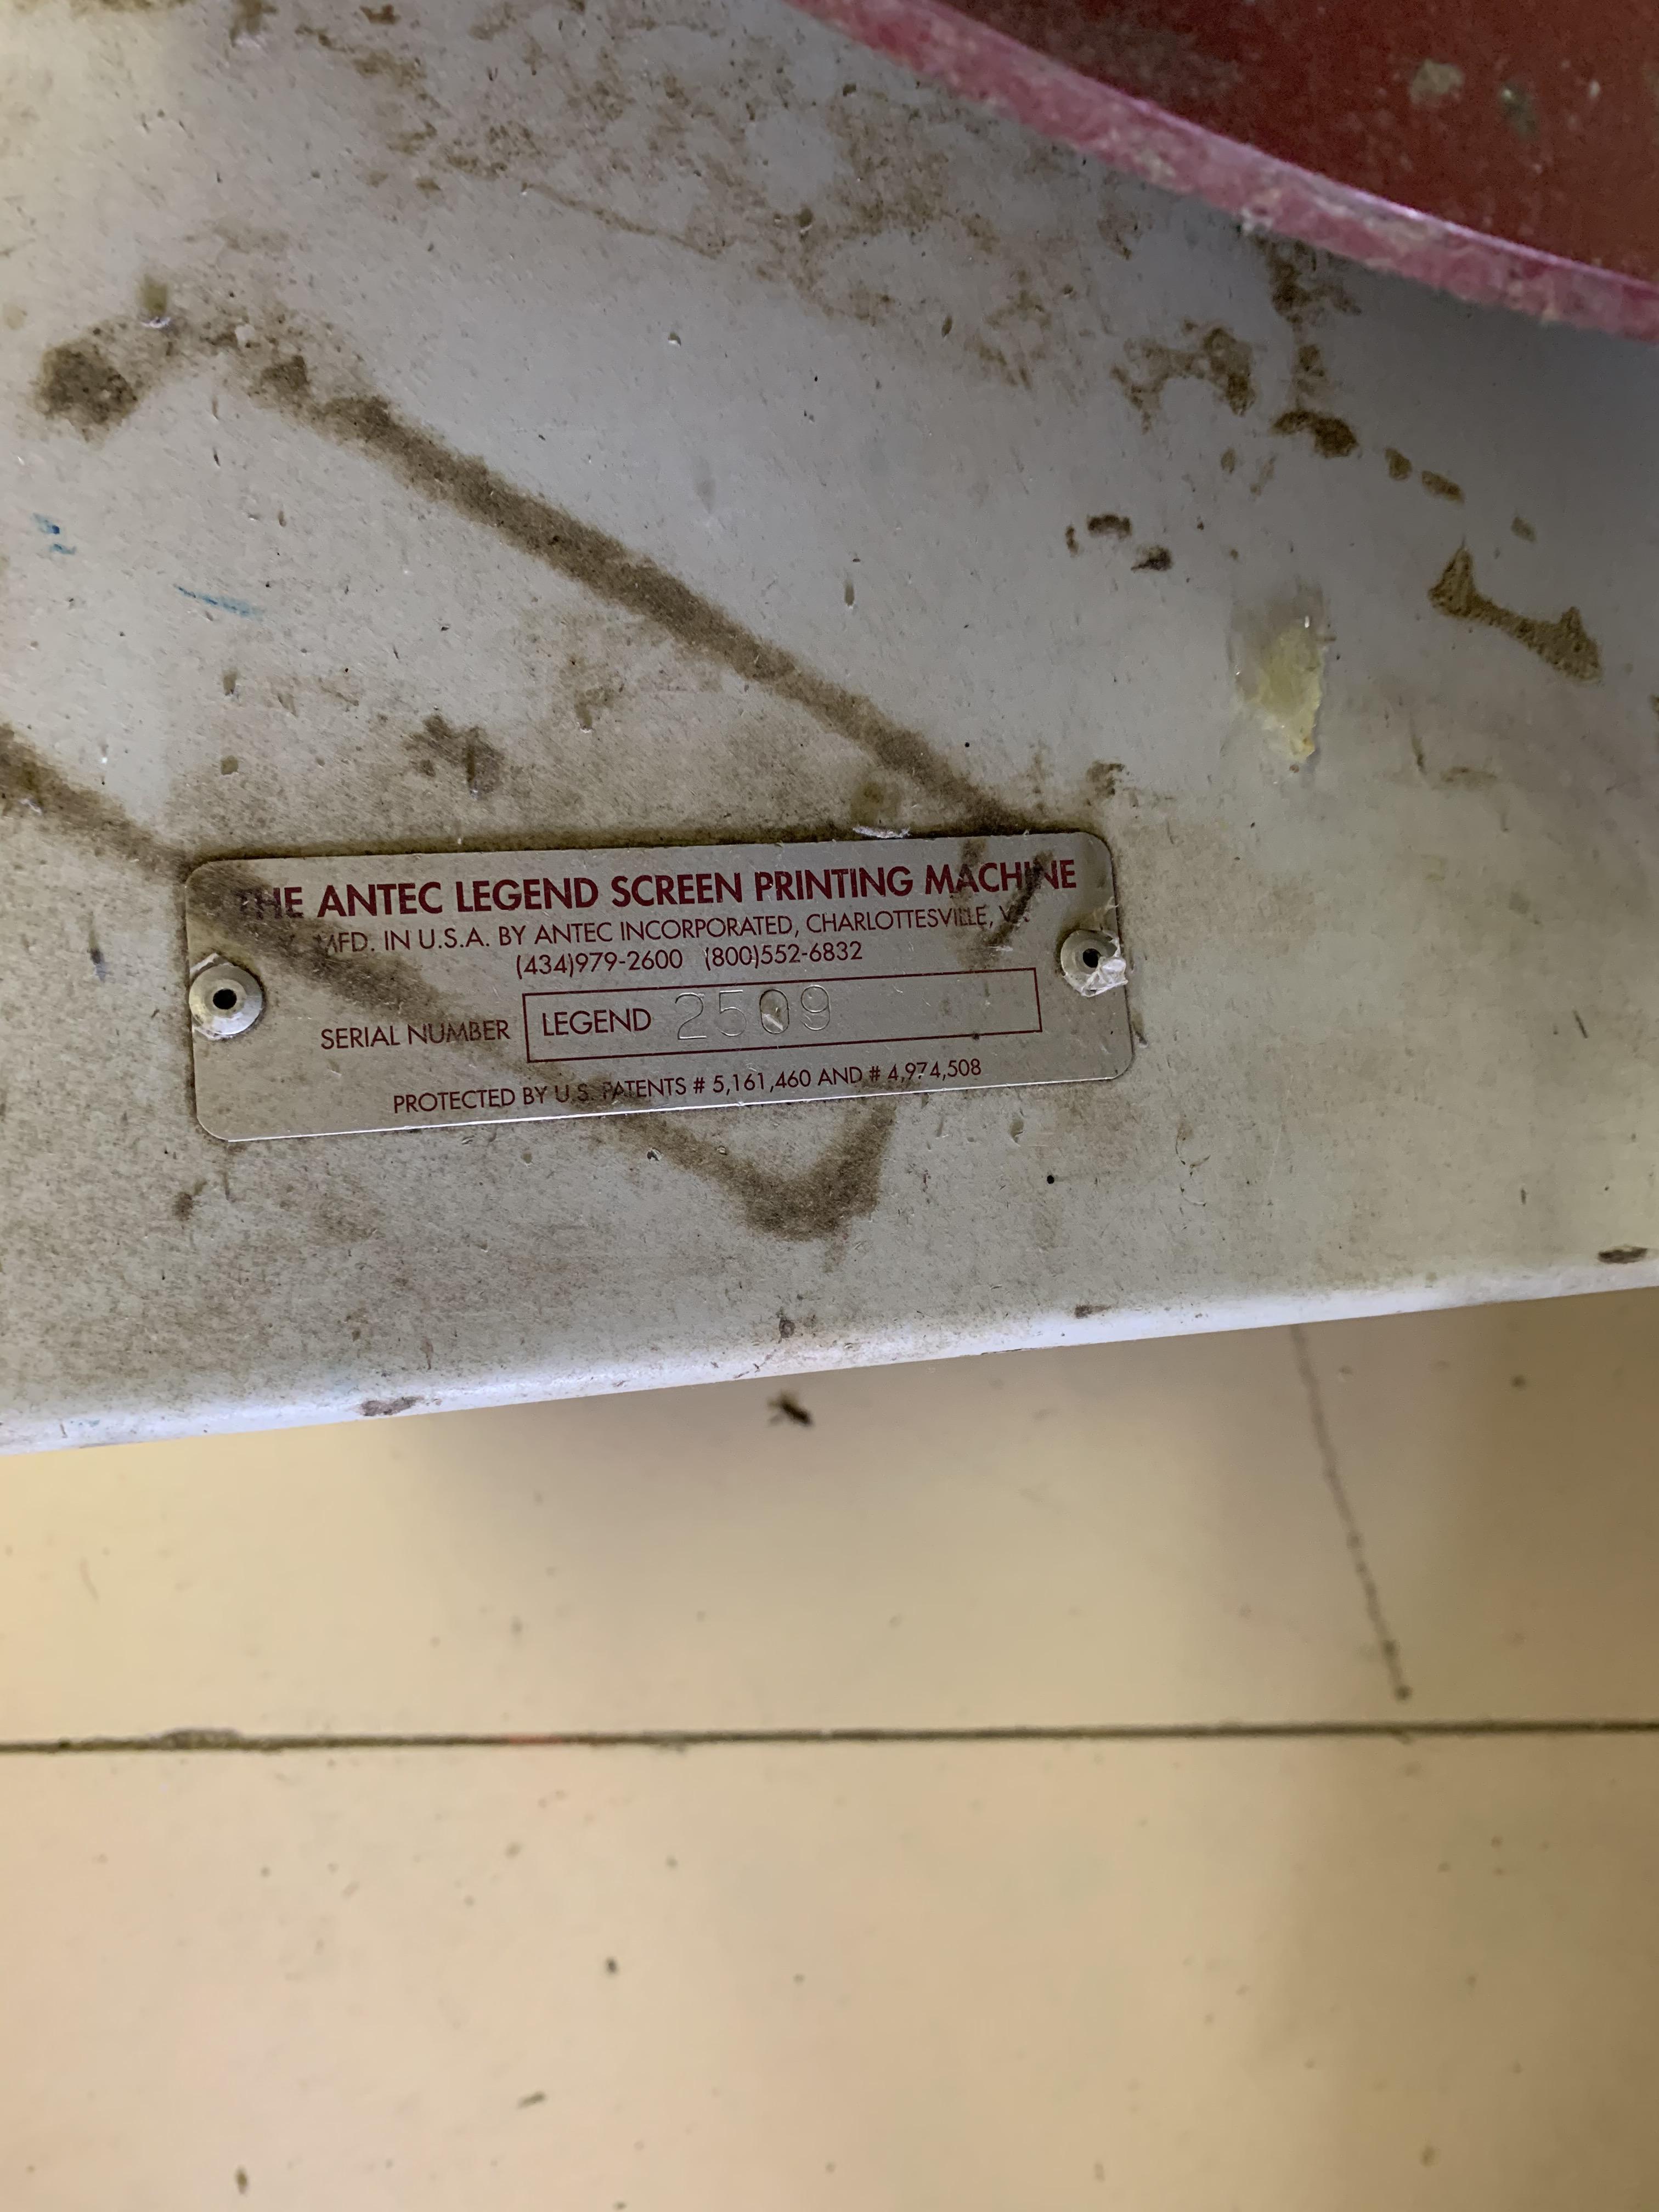 THE ANTEC LEGEND SCREEN PRINTING MACHINE
MFD. IN U.S.A. BY ANTEC INCORPORATED, CHARLOTTESVILLE, VA
(434)979-2600 (800)552-6832
SERIAL NUMBER LEGEND 2509
PROTECTED BY U.S. PATENTS # 5,161,460 AND # 4,974,508